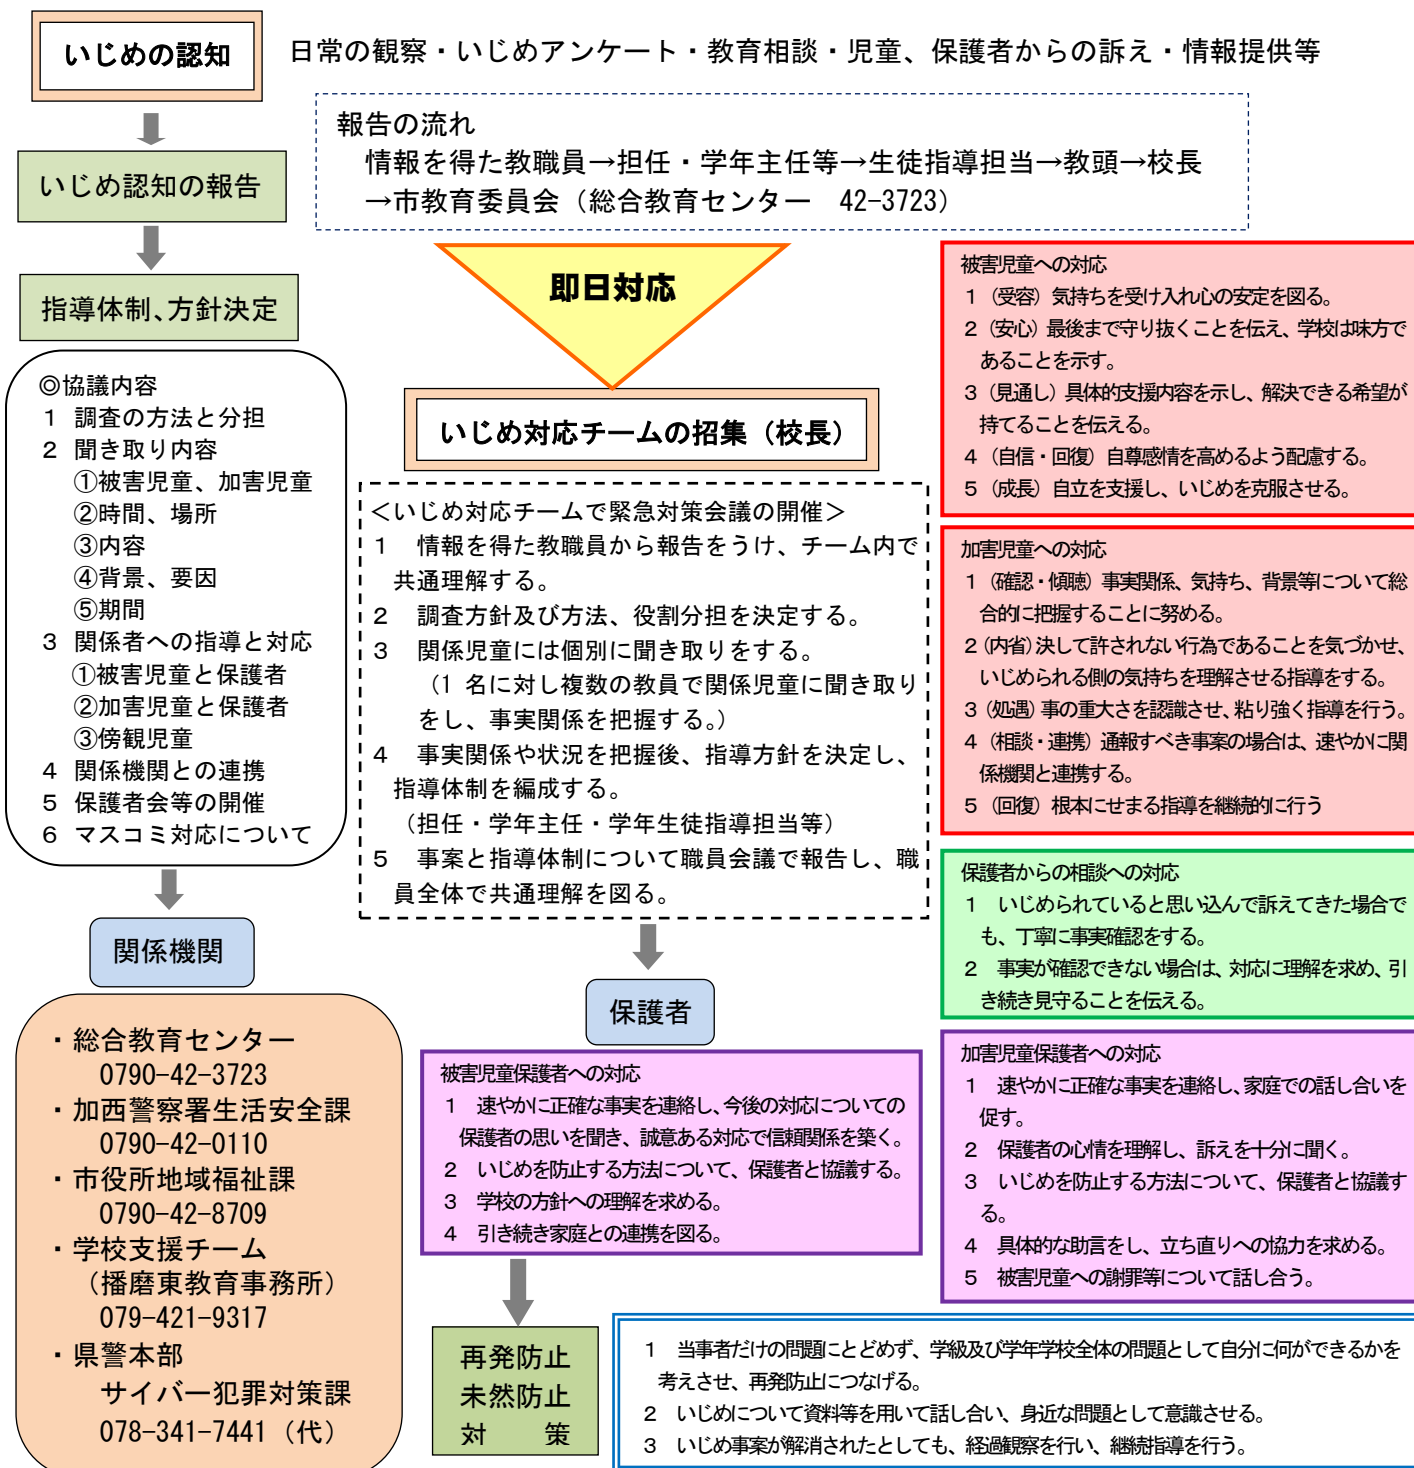 いじめの認知
日常の観察・いじめアンケート・教育相談・児童、保護者からの訴え・情報提供等
報告の流れ
情報を得た教職員→担任・学年主任等→生徒指導担当→教頭→校長
→市教育委員会（総合教育センター　42-3723）
いじめ認知の報告
指導体制、方針決定
◎協議内容
1 調査の方法と分担
2 聞き取り内容
①被害児童、加害児童
②時間、場所
③内容
④背景、要因
⑤期間
3 関係者への指導と対応
①被害児童と保護者
②加害児童と保護者
③傍観児童
4 関係機関との連携
5 保護者会等の開催
6 マスコミ対応について
関係機関
・総合教育センター
0790-42-3723
・加西警察署生活安全課
0790-42-0110
・市役所地域福祉課
0790-42-8709
・学校支援チーム
（播磨東教育事務所）
079-421-9317
・県警本部
サイバー犯罪対策課
078-341-7441（代）
即日対応
いじめ対応チームの招集（校長）
＜いじめ対応チームで緊急対策会議の開催＞
1　情報を得た教職員から報告をうけ、チーム内で
共通理解する。
2　調査方針及び方法、役割分担を決定する。
3　関係児童には個別に聞き取りをする。
（1 名に対し複数の教員で関係児童に聞き取り
をし、事実関係を把握する。）
4　事実関係や状況を把握後、指導方針を決定し、
指導体制を編成する。
（担任・学年主任・学年生徒指導担当等）
5　事案と指導体制について職員会議で報告し、職
員全体で共通理解を図る。
保護者
被害児童保護者への対応
1　速やかに正確な事実を連絡し、今後の対応についての
保護者の思いを聞き、誠意ある対応で信頼関係を築く。
2　いじめを防止する方法について、保護者と協議する。
3　学校の方針への理解を求める。
4　引き続き家庭との連携を図る。
被害児童への対応
1（受容）気持ちを受け入れ心の安定を図る。
2（安心）最後まで守り抜くことを伝え、学校は味方で
あることを示す。
3（見通し）具体的支援内容を示し、解決できる希望が
持てることを伝える。
4（自信・回復）自尊感情を高めるよう配慮する。
5（成長）自立を支援し、いじめを克服させる。
加害児童への対応
1（確認・傾聴）事実関係、気持ち、背景等について総
合的に把握することに努める。
2（内省）決して許されない行為であることを気づかせ、
いじめられる側の気持ちを理解させる指導をする。
3（処遇）事の重大さを認識させ、粘り強く指導を行う。
4（相談・連携）通報すべき事案の場合は、速やかに関
係機関と連携する。
5（回復）根本にせまる指導を継続的に行う
保護者からの相談への対応
1　いじめられていると思い込んで訴えてきた場合で
も、丁寧に事実確認をする。
2　事実が確認できない場合は、対応に理解を求め、引
き続き見守ることを伝える。
加害児童保護者への対応
1　速やかに正確な事実を連絡し、家庭での話し合いを
促す。
2　保護者の心情を理解し、訴えを十分に聞く。
3　いじめを防止する方法について、保護者と協議す
る。
4　具体的な助言をし、立ち直りへの協力を求める。
5　被害児童への謝罪等について話し合う。
再発防止
未然防止
対　　策
1　当事者だけの問題にとどめず、学級及び学年学校全体の問題として自分に何ができるかを
考えさせ、再発防止につなげる。
2　いじめについて資料等を用いて話し合い、身近な問題として意識させる。
3　いじめ事案が解消されたとしても、経過観察を行い、継続指導を行う。